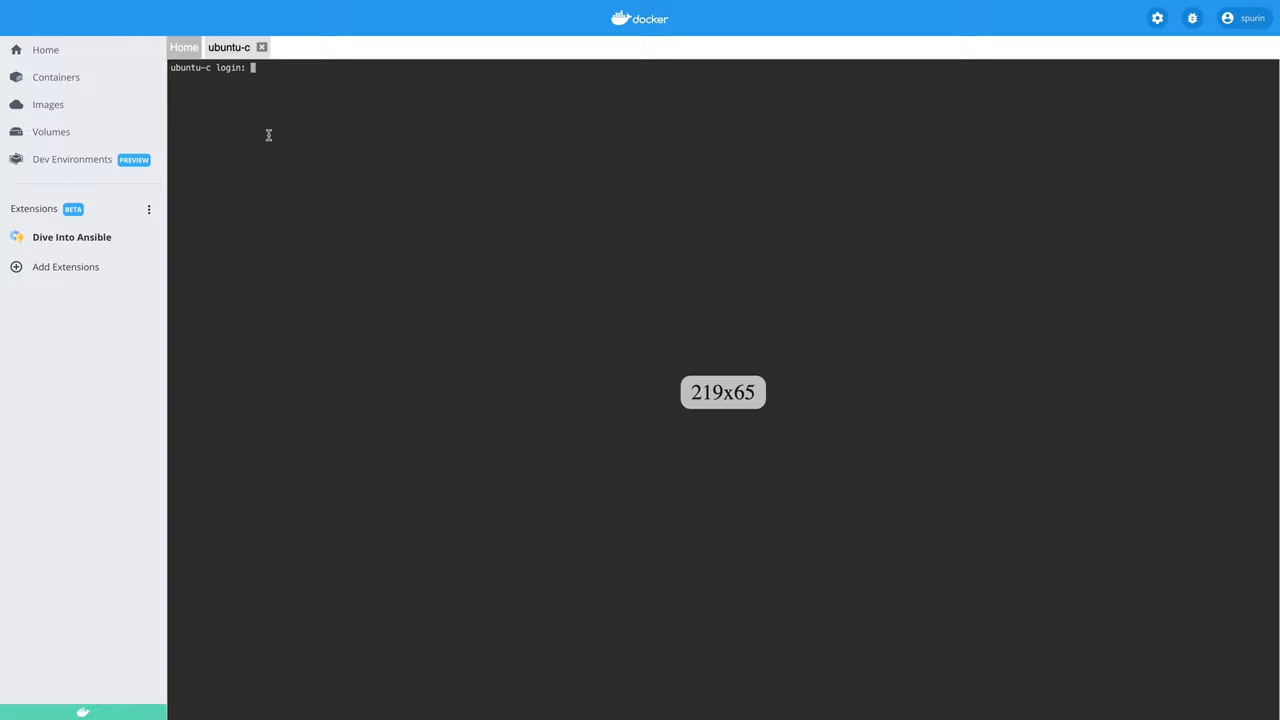 docker
spurin
Home
Containers
Images
Volumes
Dev Environments PREVIEW
Extensions BETA
Dive Into Ansible
Add Extensions
Home ubuntu-c
ubuntu-c login:
219x65